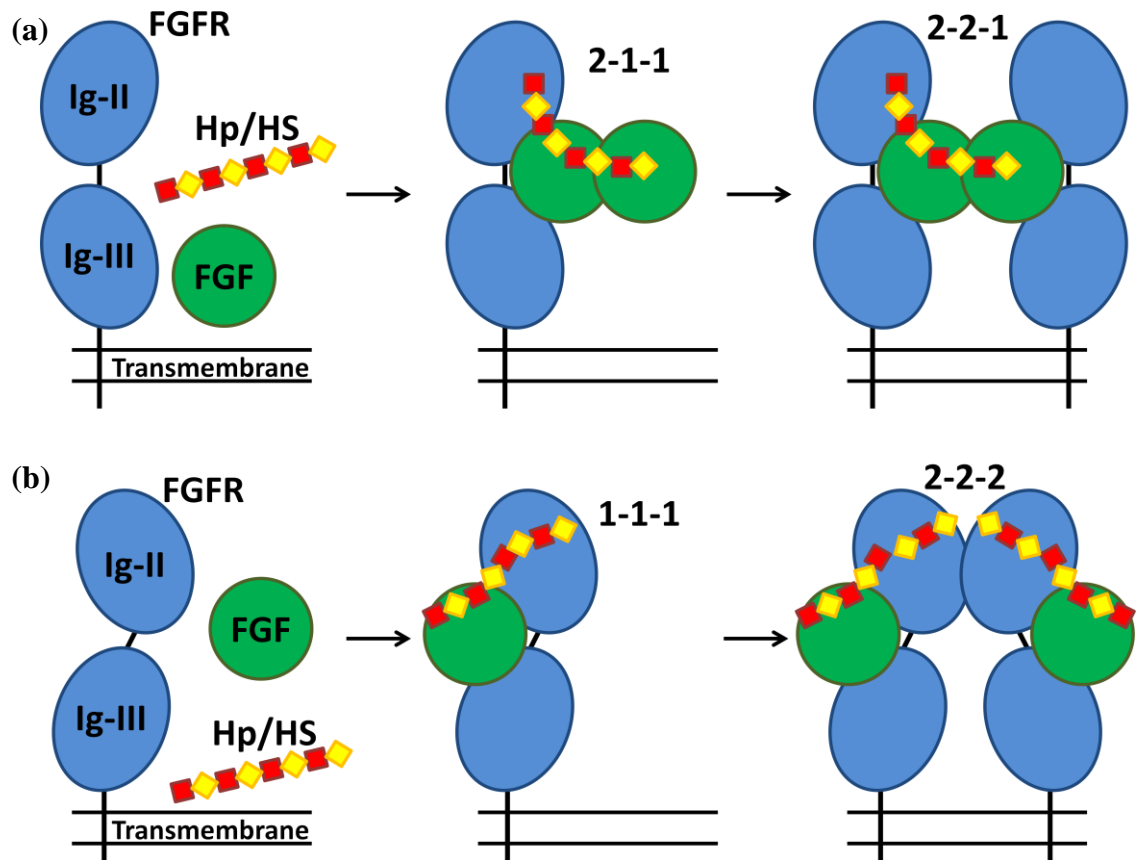 (a)
FGFR
Ig-II
Hp/HS
Ig-III
FGF
Transmembrane
2-1-1
2-2-1
(b)
FGFR
Ig-II
FGF
Ig-III
Hp/HS
Transmembrane
1-1-1
2-2-2